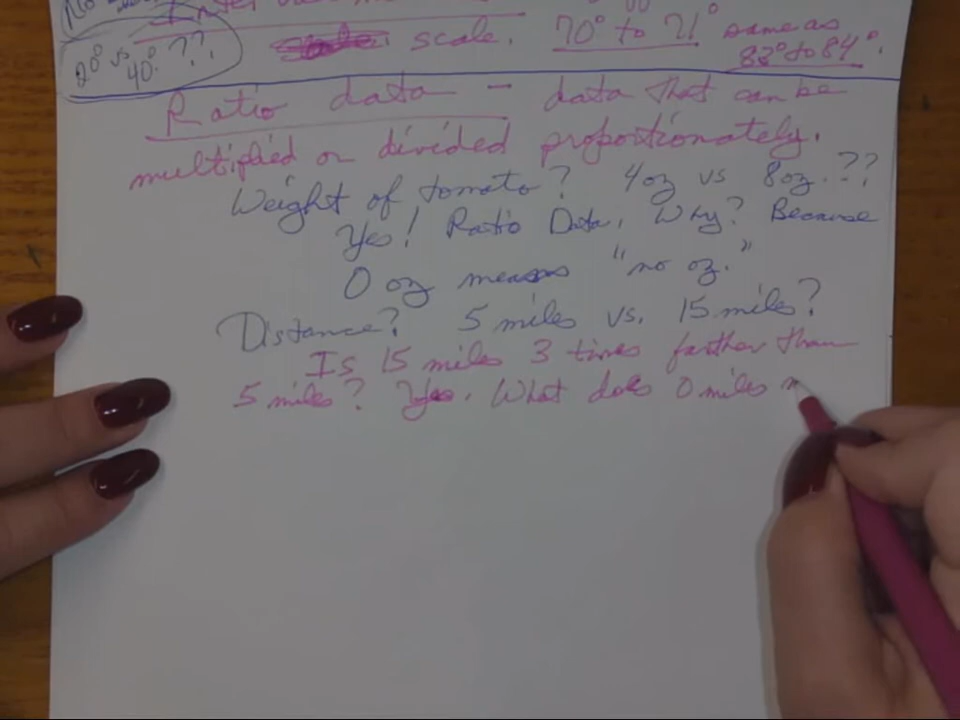 scale. 70° to 71° same as
20° vs 40°.?? 83° to 84°.
Ratio data - data that can be
multiplied or divided proportionately.
Weight of tomato? 4oz vs 8oz.??
Yes! Ratio Data. Why? Because
0 oz means "no oz."
Distance? 5 miles vs. 15 miles?
Is 15 miles 3 times farther than
5 miles? Yes. What does 0 miles m